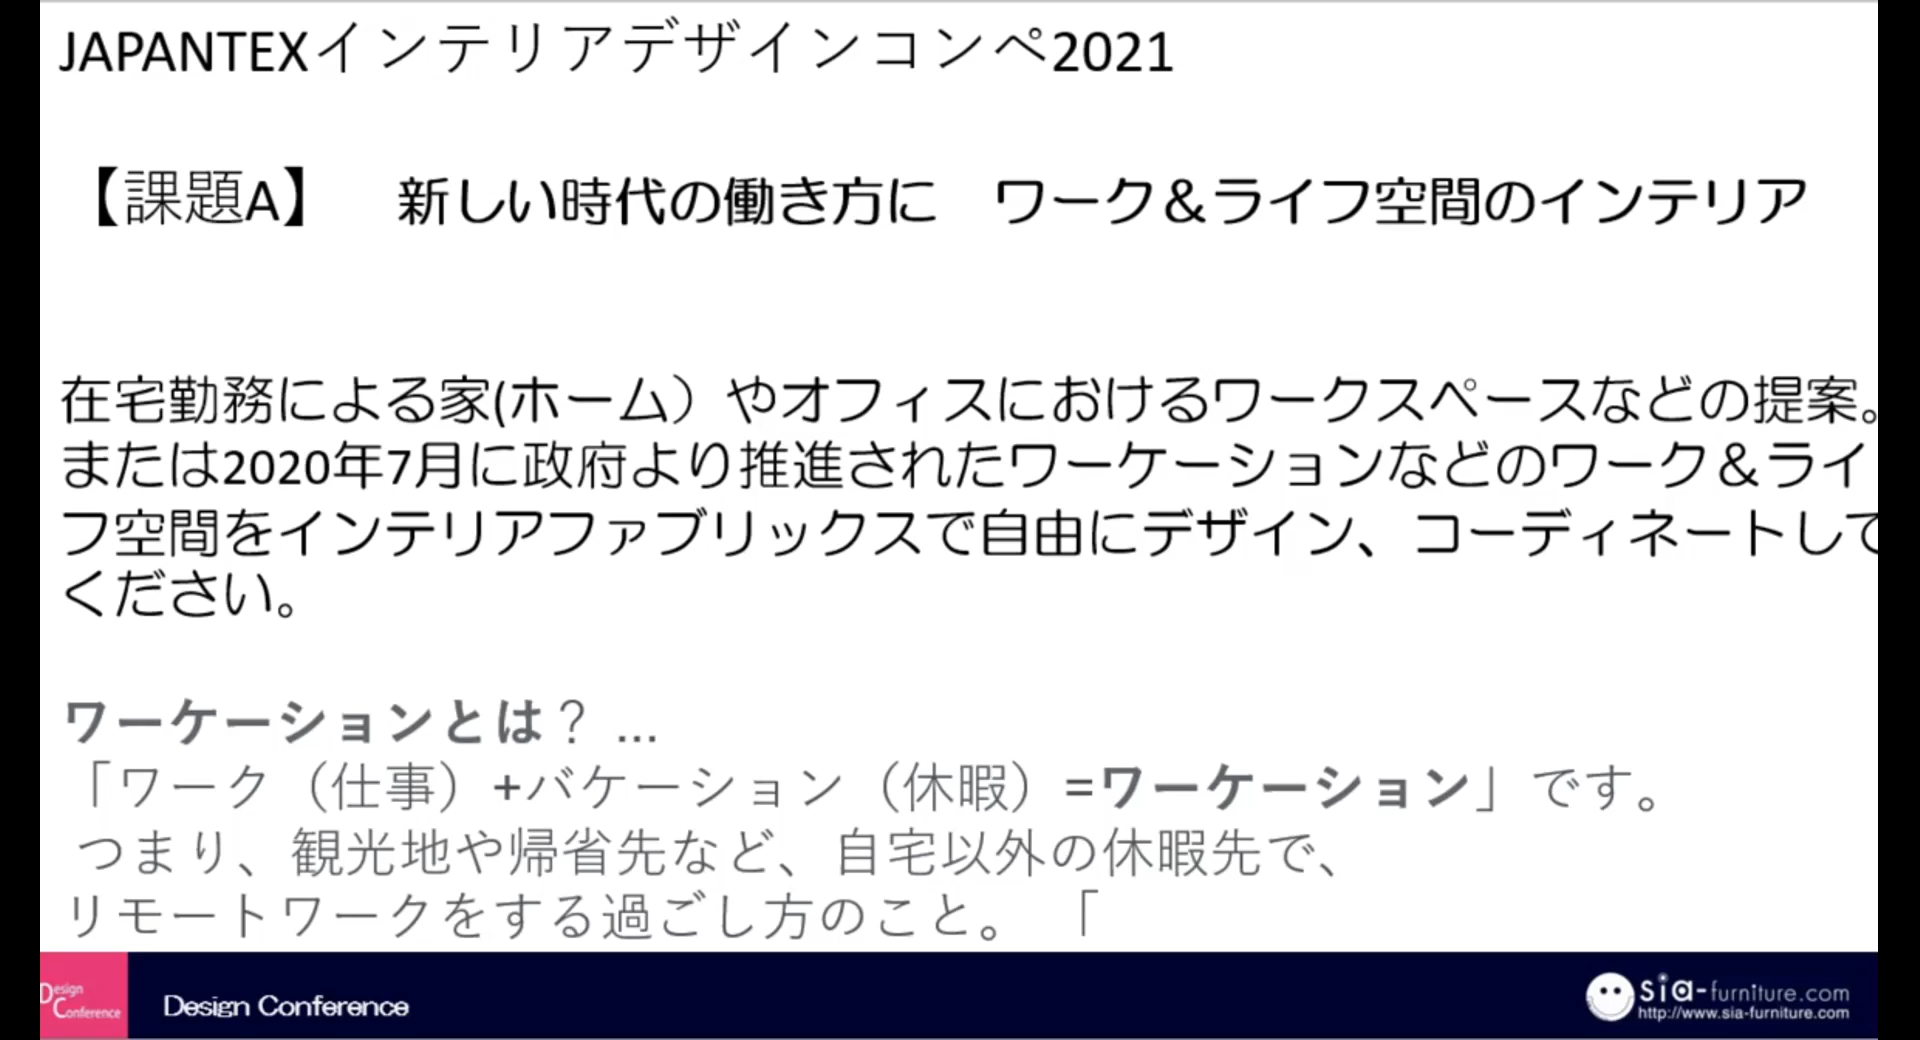 JAPANTEXインテリアデザインコンペ2021
【課題A】　新しい時代の働き方に　ワーク＆ライフ空間のインテリア
在宅勤務による家(ホーム）やオフィスにおけるワークスペースなどの提案。
または2020年7月に政府より推進されたワーケーションなどのワーク＆ライ
フ空間をインテリアファブリックスで自由にデザイン、コーディネートして
ください。
ワーケーションとは？ ...
「ワーク（仕事）+バケーション（休暇）=ワーケーション」です。
つまり、観光地や帰省先など、自宅以外の休暇先で、
リモートワークをする過ごし方のこと。 「
Design
Conference
Design Conference
sia-furniture.com
http://www.sia-furniture.com